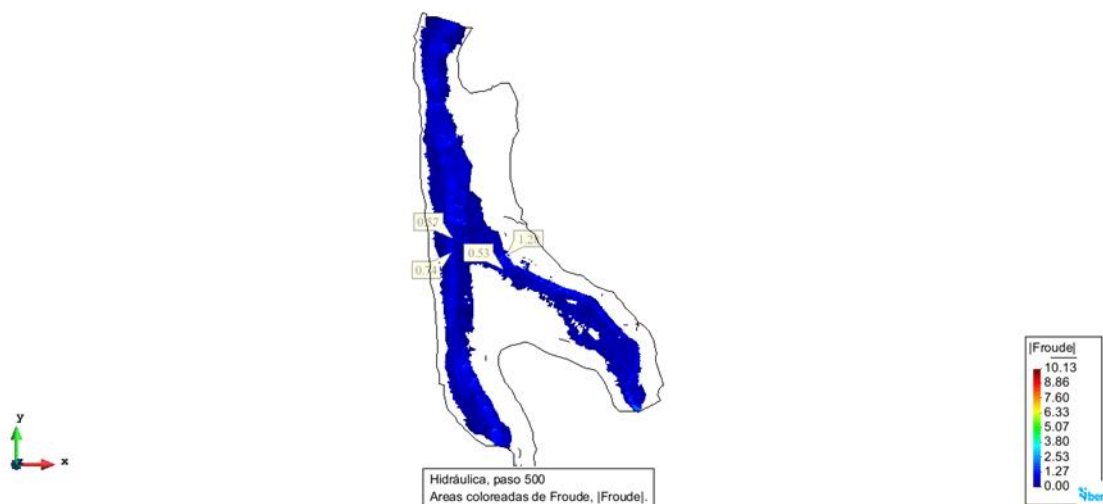 0.57
1.28
0.53
0.74
|Froude|
10.13
8.86
7.60
6.33
5.07
3.80
2.53
1.27
0.00
y
x
Hidráulica, paso 500
Areas coloreadas de Froude, |Froude|.